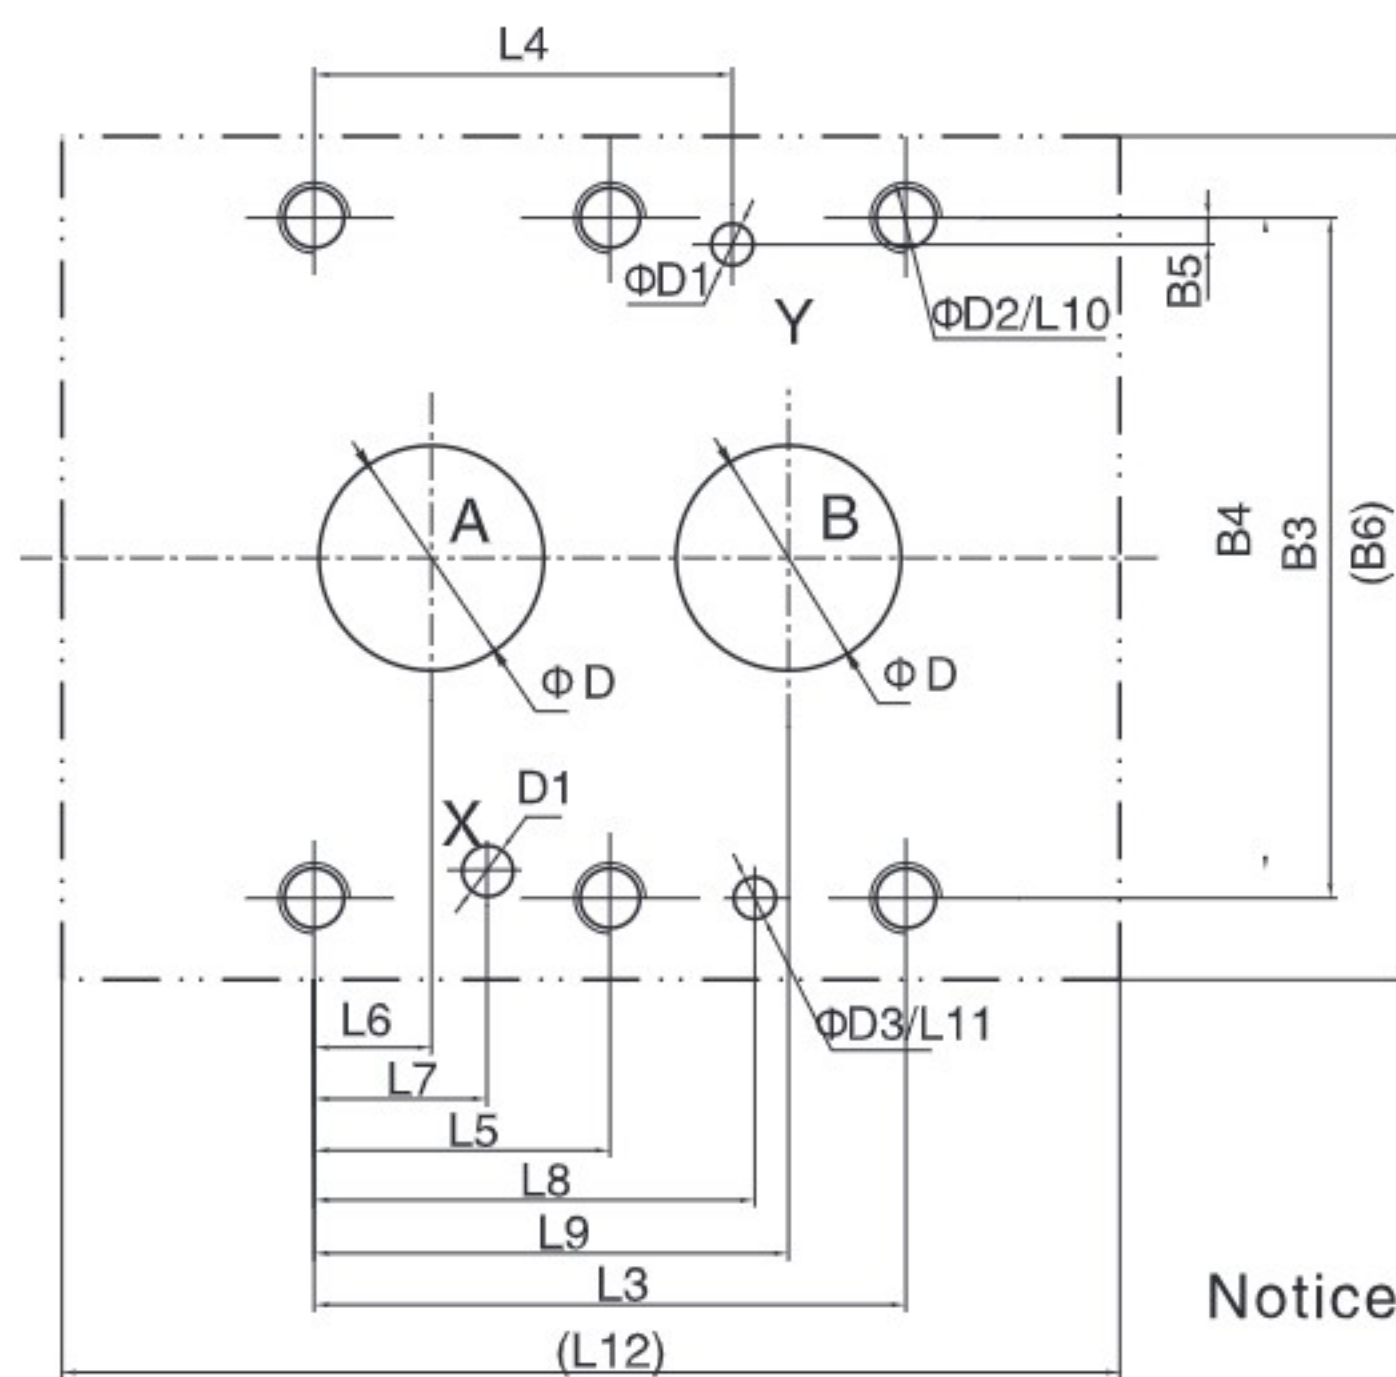 L4
ΦD1
Y
ΦD2/L10
B5
A
B
B4
B3
(B6)
ΦD
ΦD
D1
X
ΦD3/L11
L6
L7
L5
L8
L9
L3
(L12)
Notice